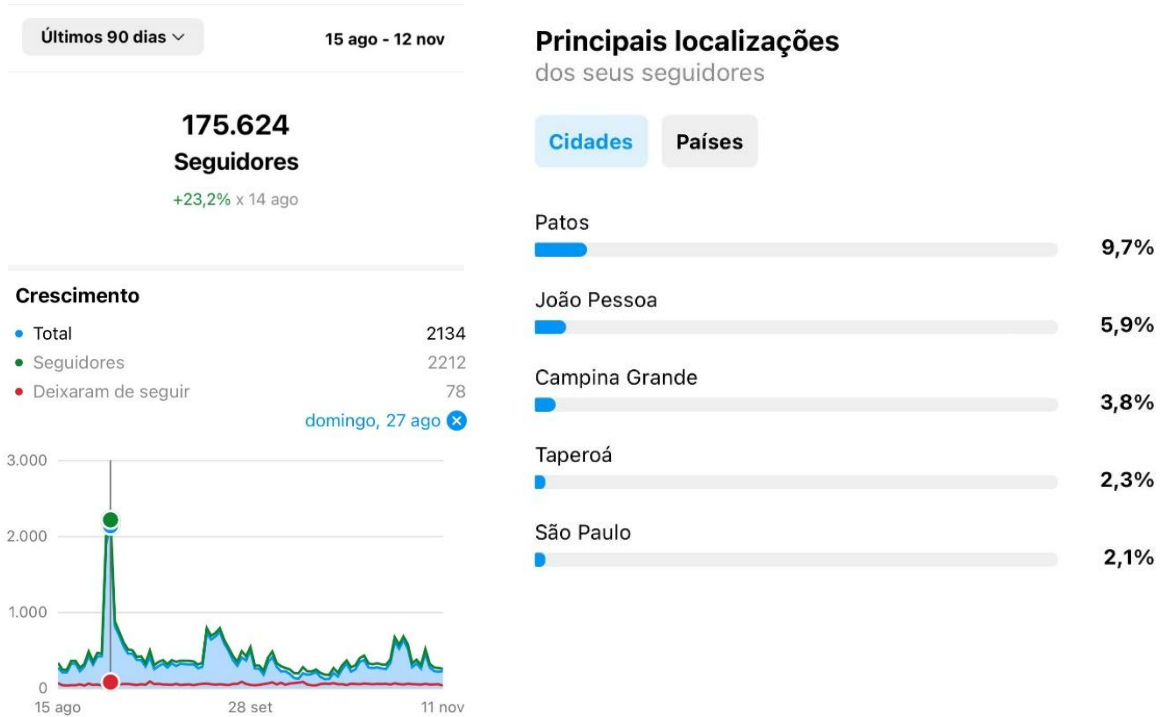 Últimos 90 dias
15 ago - 12 nov
175.624
Seguidores
+23,2% x 14 ago
Crescimento
Total 2134
Seguidores 2212
Deixaram de seguir 78
domingo, 27 ago
3.000
2.000
1.000
0
15 ago 28 set 11 nov
Principais localizações
dos seus seguidores
Cidades Países
Patos
9,7%
João Pessoa
5,9%
Campina Grande
3,8%
Taperoá
2,3%
São Paulo
2,1%